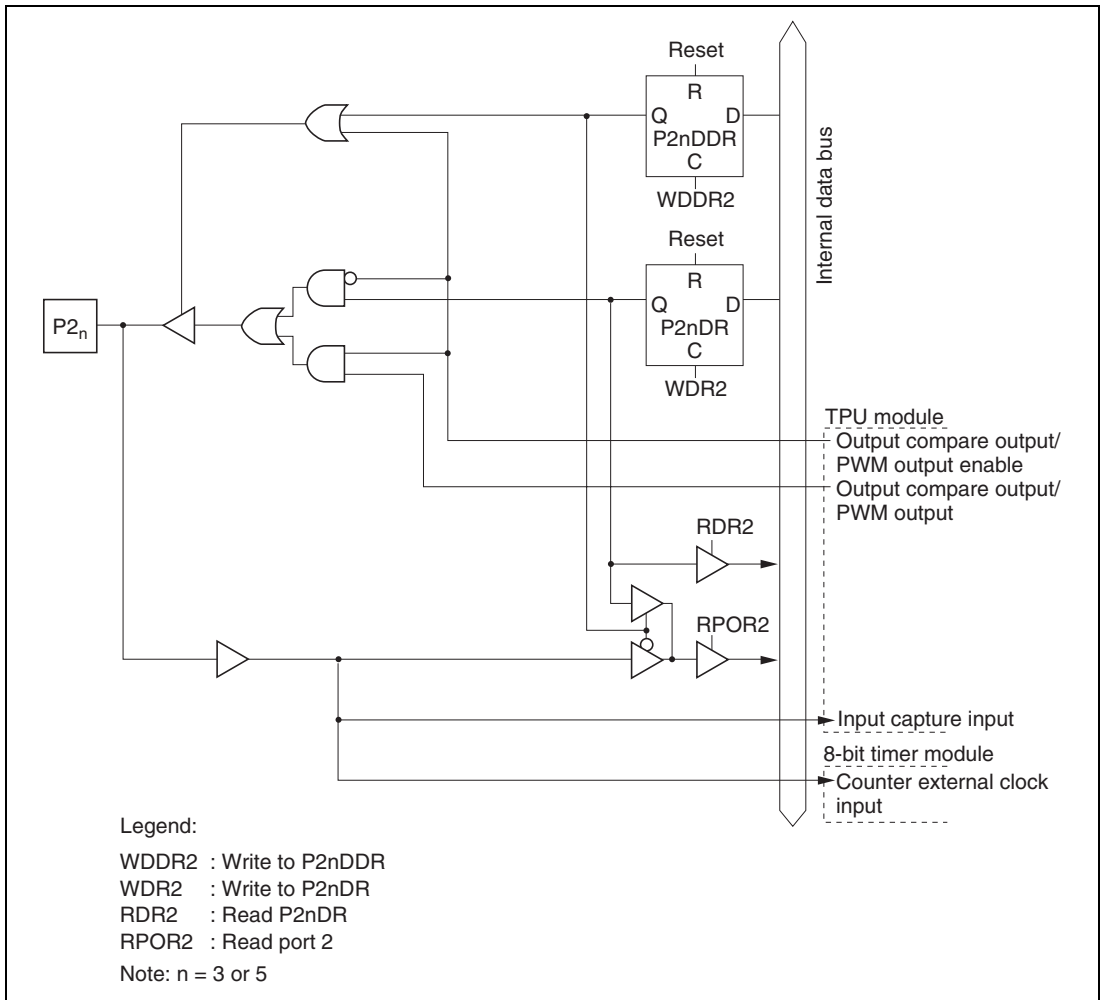 Reset
R
Q D
P2nDDR
C
WDDR2
Internal data bus
Reset
R
Q D
P2nDR
C
WDR2
P2n
TPU module
Output compare output/
PWM output enable
Output compare output/
PWM output
RDR2
RPOR2
Input capture input
8-bit timer module
Counter external clock
input
Legend:
WDDR2 : Write to P2nDDR
WDR2 : Write to P2nDR
RDR2 : Read P2nDR
RPOR2 : Read port 2
Note: n = 3 or 5